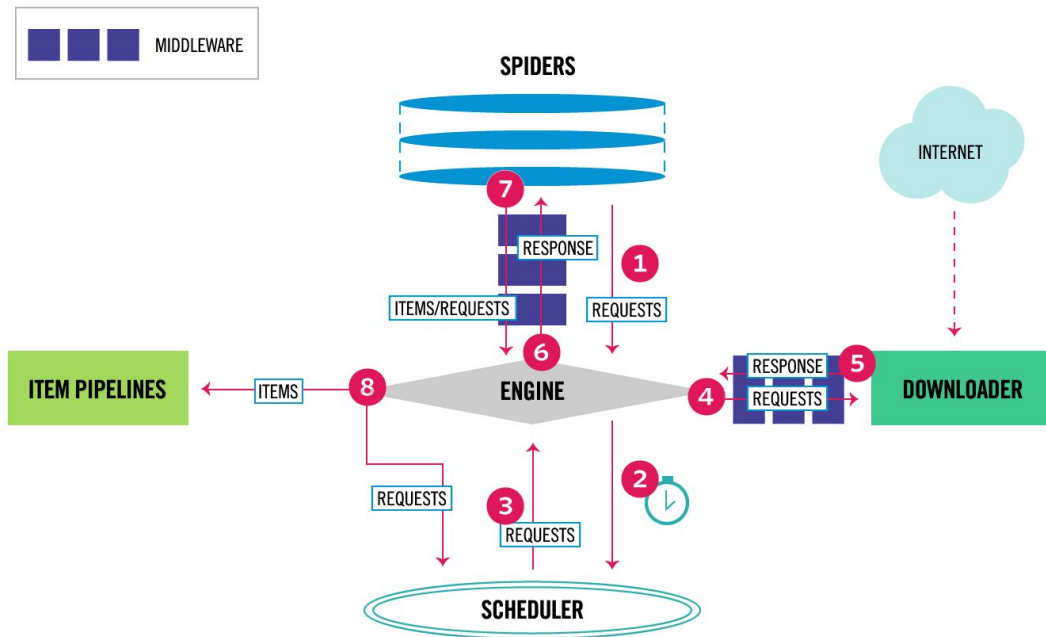 MIDDLEWARE
SPIDERS
INTERNET
7
RESPONSE
1
ITEMS/REQUESTS
REQUESTS
6
ITEM PIPELINES
ITEMS
8
ENGINE
4
RESPONSE
5
REQUESTS
DOWNLOADER
2
REQUESTS
3
REQUESTS
SCHEDULER